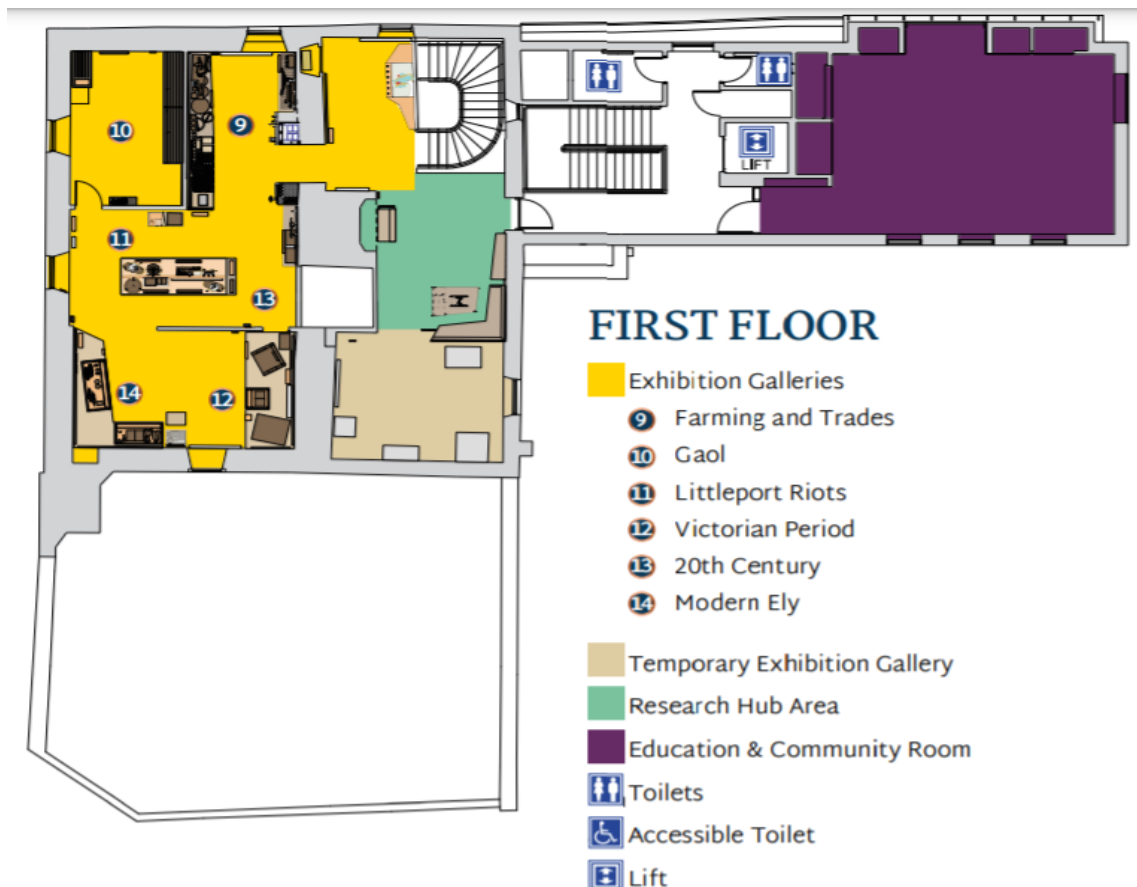 10
9
LIFT
11
13
14
12
FIRST FLOOR
Exhibition Galleries
9 Farming and Trades
10 Gaol
11 Littleport Riots
12 Victorian Period
13 20th Century
14 Modern Ely
Temporary Exhibition Gallery
Research Hub Area
Education & Community Room
Toilets
Accessible Toilet
Lift